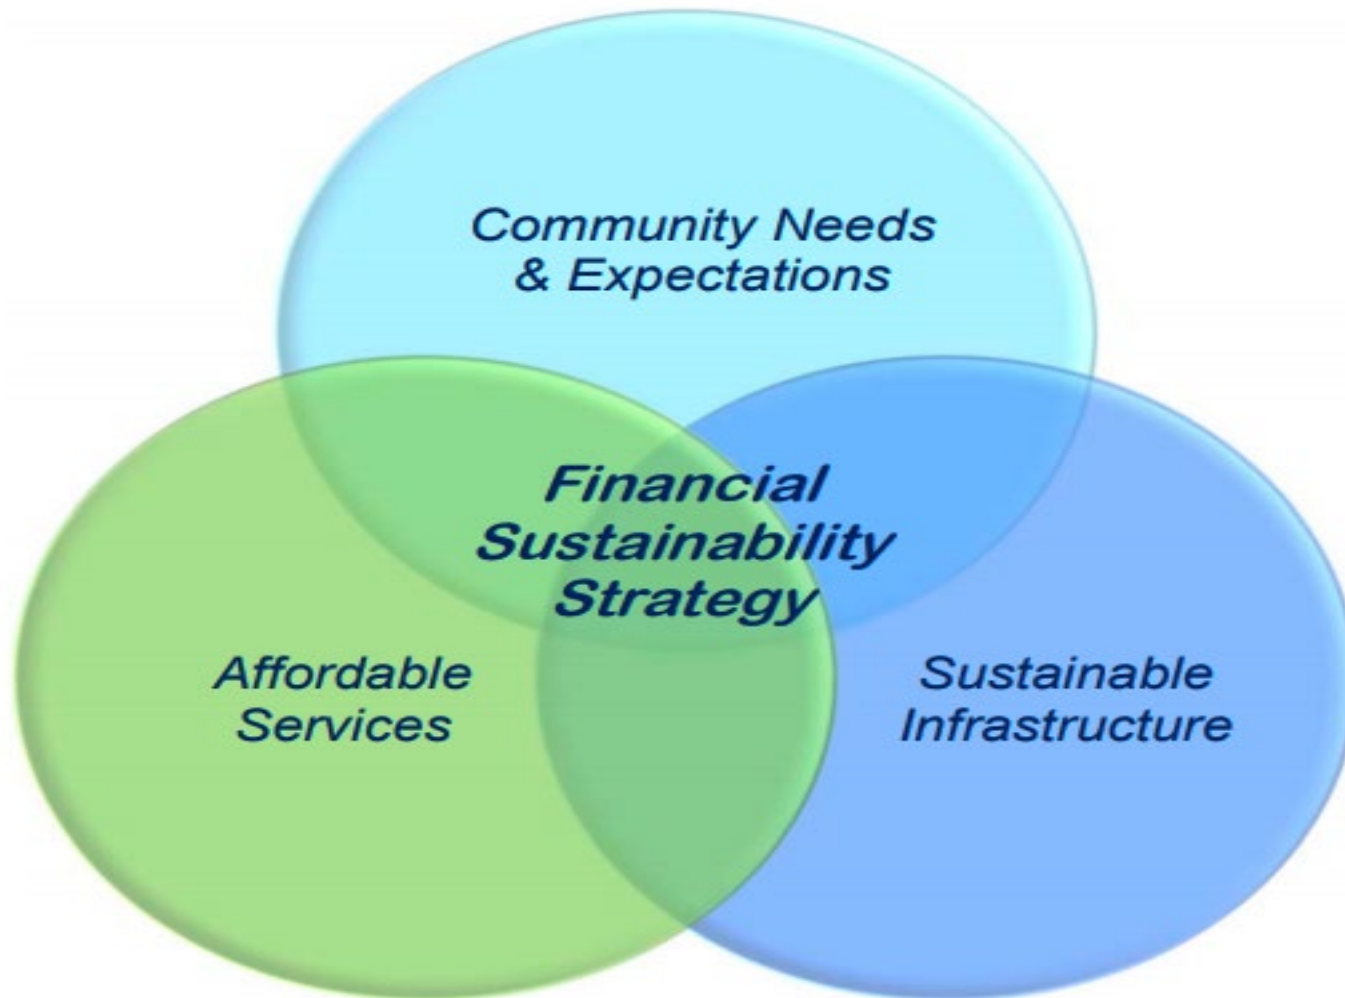 Community Needs
& Expectations
Financial
Sustainability
Strategy
Affordable
Services
Sustainable
Infrastructure